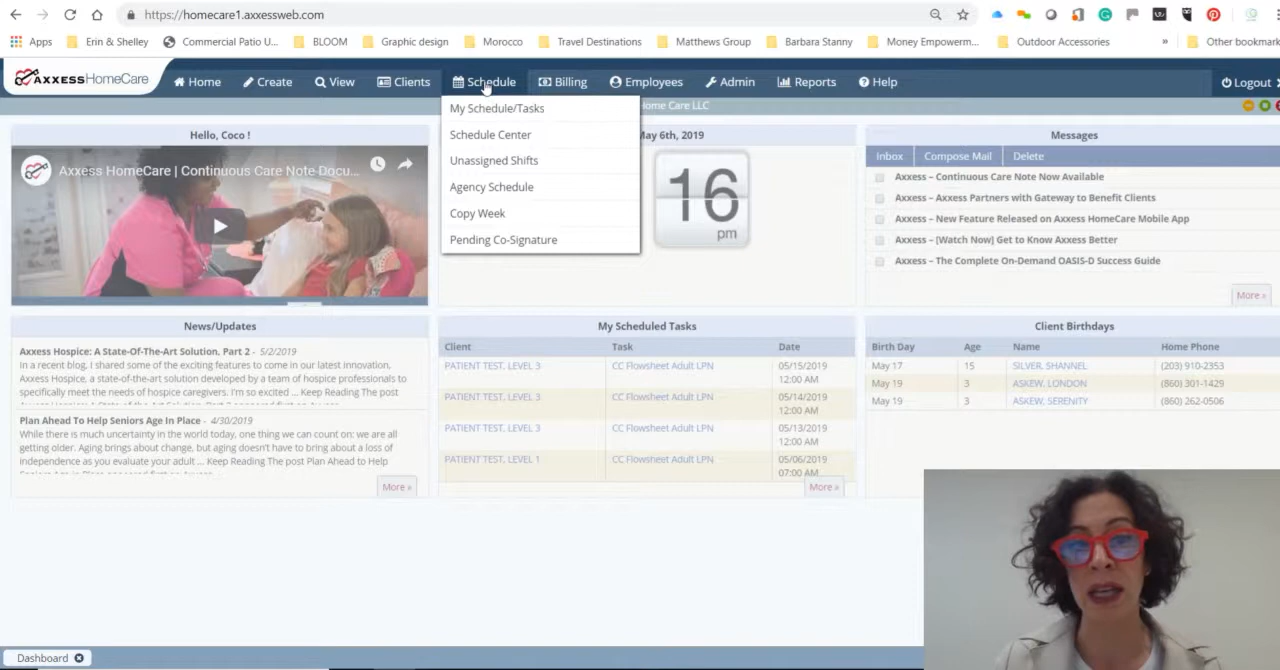 https://homecare1.axxessweb.com
Apps Erin & Shelley Commercial Patio U... BLOOM Graphic design Morocco Travel Destinations Matthews Group Barbara Stanny Money Empowerm... Outdoor Accessories » Other bookmark
AXXESS HomeCare Home Create View Clients Schedule Billing Employees Admin Reports Help Logout
Home Care LLC
My Schedule/Tasks
Schedule Center
Unassigned Shifts
Agency Schedule
Copy Week
Pending Co-Signature
Hello, Coco !
Axxess HomeCare | Continuous Care Note Docu...
May 6th, 2019
16
pm
Messages
Inbox Compose Mail Delete
Axxess – Continuous Care Note Now Available
Axxess – Axxess Partners with Gateway to Benefit Clients
Axxess – New Feature Released on Axxess HomeCare Mobile App
Axxess – [Watch Now] Get to Know Axxess Better
Axxess – The Complete On-Demand OASIS-D Success Guide
More »
News/Updates
Axxess Hospice: A State-Of-The-Art Solution, Part 2 - 5/2/2019
In a recent blog, I shared some of the exciting features to come in our latest innovation,
Axxess Hospice, a state-of-the-art solution developed by a team of hospice professionals to
specifically meet the needs of hospice caregivers. I'm so excited ... Keep Reading The post
Plan Ahead To Help Seniors Age In Place - 4/30/2019
While there is much uncertainty in the world today, one thing we can count on: we are all
getting older. Aging brings about change, but aging doesn't have to bring about a loss of
independence as you evaluate your adult ... Keep Reading The post Plan Ahead to Help
More »
My Scheduled Tasks
Client Task Date
PATIENT TEST, LEVEL 3 CC Flowsheet Adult LPN 05/15/2019
12:00 AM
PATIENT TEST, LEVEL 3 CC Flowsheet Adult LPN 05/14/2019
12:00 AM
PATIENT TEST, LEVEL 3 CC Flowsheet Adult LPN 05/13/2019
12:00 AM
PATIENT TEST, LEVEL 1 CC Flowsheet Adult LPN 05/06/2019
07:00 AM
More »
Client Birthdays
Birth Day Age Name Home Phone
May 17 15 SILVER, SHANNEL (203) 910-2353
May 19 3 ASKEW, LONDON (860) 301-1429
May 19 3 ASKEW, SERENITY (860) 262-0506
Dashboard